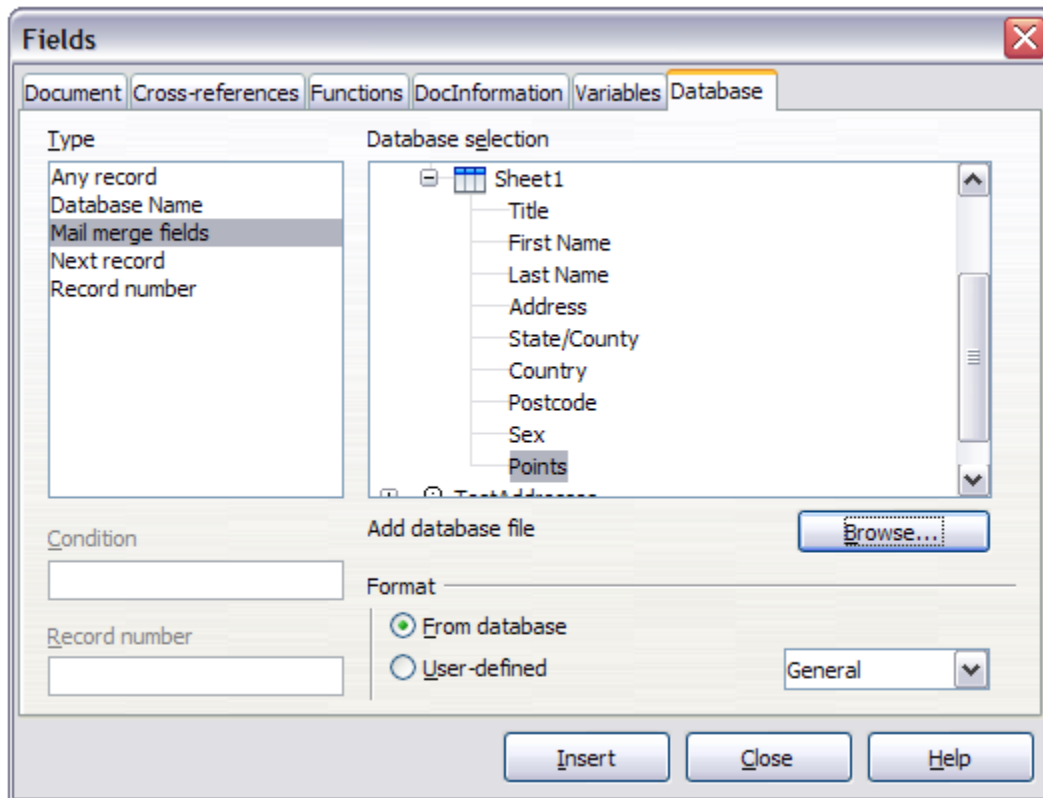 Fields
Document Cross-references Functions DocInformation Variables Database
Type
Any record
Database Name
Mail merge fields
Next record
Record number
Condition
Record number
Database selection
Sheet1
Title
First Name
Last Name
Address
State/County
Country
Postcode
Sex
Points
TestAddresses
Add database file
Browse...
Format
From database
User-defined
General
Insert Close Help